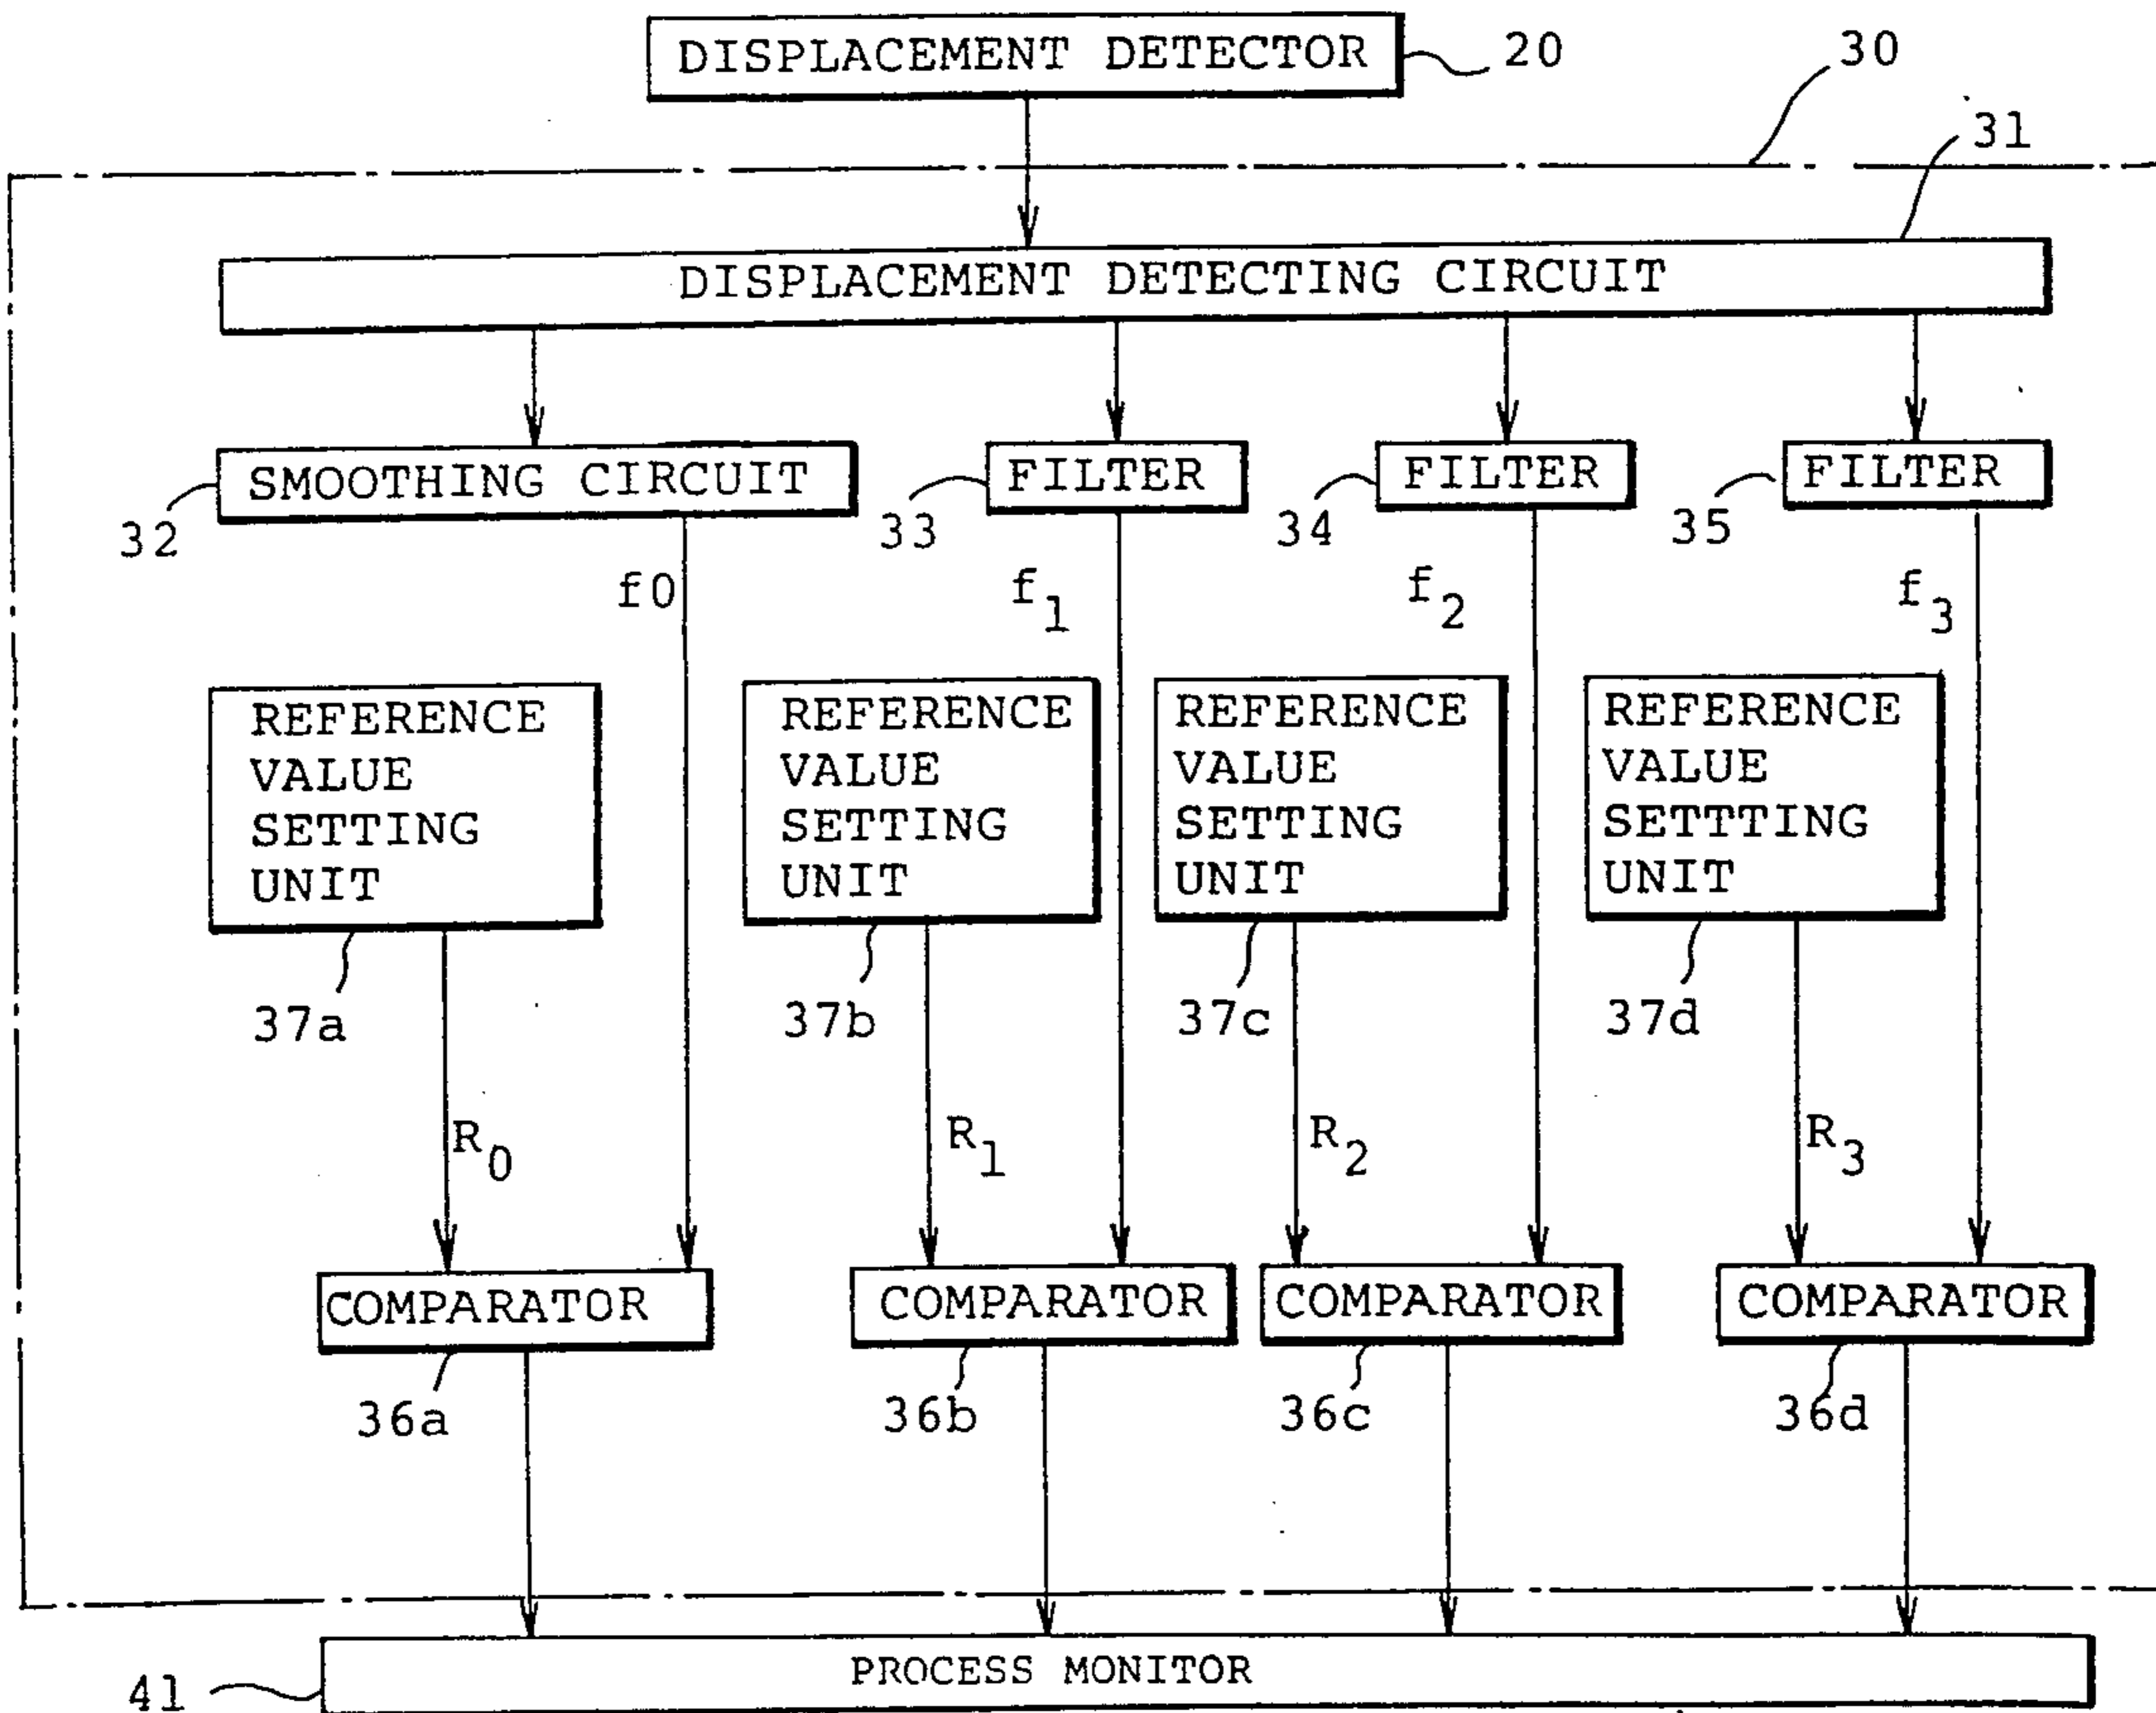 DISPLACEMENT DETECTOR
20
30
31
DISPLACEMENT DETECTING CIRCUIT
SMOOTHING CIRCUIT
FILTER
FILTER
FILTER
32
33
34
35
f0
f1
f2
f3
REFERENCE
VALUE
SETTING
UNIT
REFERENCE
VALUE
SETTING
UNIT
REFERENCE
VALUE
SETTING
UNIT
REFERENCE
VALUE
SETTTING
UNIT
37a
37b
37c
37d
R0
R1
R2
R3
COMPARATOR
COMPARATOR
COMPARATOR
COMPARATOR
36a
36b
36c
36d
PROCESS MONITOR
41